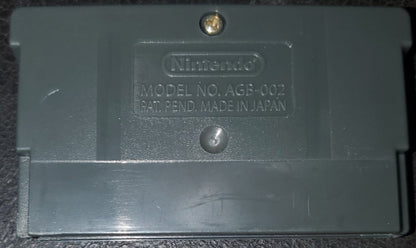 Nintendo
MODEL NO. AGB-002
PAT. PEND. MADE IN JAPAN